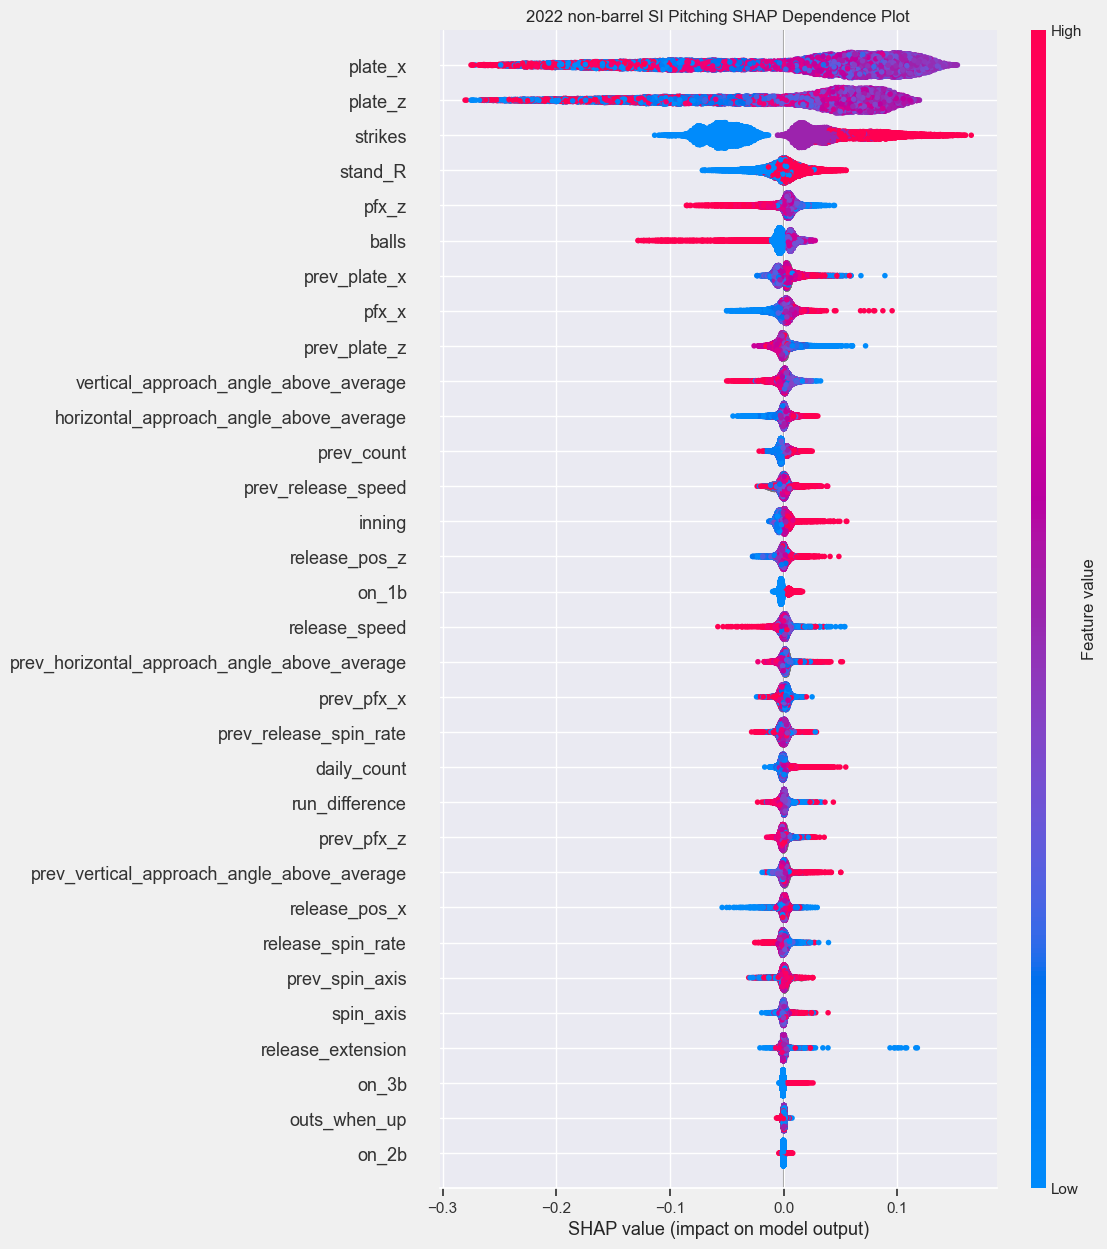 2022 non-barrel SI Pitching SHAP Dependence Plot
High
plate_x
plate_z
strikes
stand_R
pfx_z
balls
prev_plate_x
pfx_x
prev_plate_z
vertical_approach_angle_above_average
horizontal_approach_angle_above_average
prev_count
prev_release_speed
inning
release_pos_z
on_1b
release_speed
prev_horizontal_approach_angle_above_average
prev_pfx_x
prev_release_spin_rate
daily_count
run_difference
prev_pfx_z
prev_vertical_approach_angle_above_average
release_pos_x
release_spin_rate
prev_spin_axis
spin_axis
release_extension
on_3b
outs_when_up
on_2b
Feature value
Low
−0.3 −0.2 −0.1 0.0 0.1
SHAP value (impact on model output)